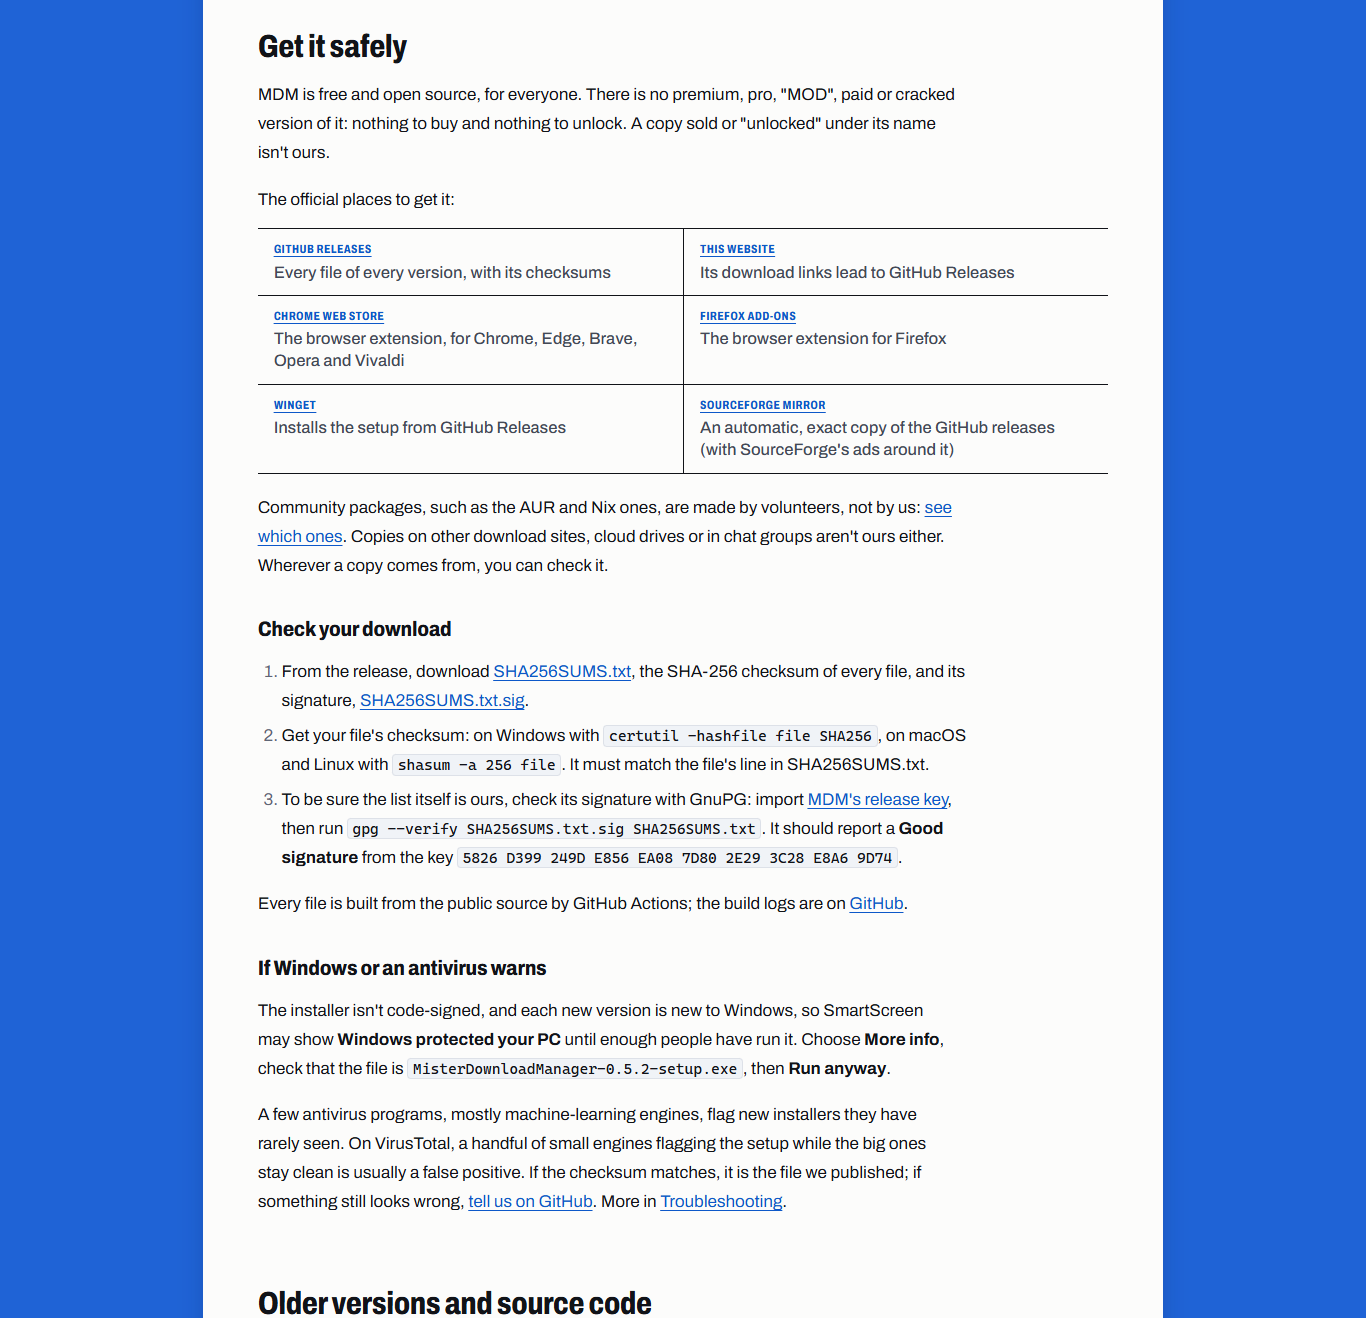 Get it safely
MDM is free and open source, for everyone. There is no premium, pro, "MOD", paid or cracked
version of it: nothing to buy and nothing to unlock. A copy sold or "unlocked" under its name
isn't ours.
The official places to get it:
GITHUB RELEASES
Every file of every version, with its checksums
THIS WEBSITE
Its download links lead to GitHub Releases
CHROME WEB STORE
The browser extension, for Chrome, Edge, Brave,
Opera and Vivaldi
FIREFOX ADD-ONS
The browser extension for Firefox
WINGET
Installs the setup from GitHub Releases
SOURCEFORGE MIRROR
An automatic, exact copy of the GitHub releases
(with SourceForge's ads around it)
Community packages, such as the AUR and Nix ones, are made by volunteers, not by us: see
which ones. Copies on other download sites, cloud drives or in chat groups aren't ours either.
Wherever a copy comes from, you can check it.
Check your download
1. From the release, download SHA256SUMS.txt, the SHA-256 checksum of every file, and its
signature, SHA256SUMS.txt.sig.
2. Get your file's checksum: on Windows with certutil -hashfile file SHA256, on macOS
and Linux with shasum -a 256 file. It must match the file's line in SHA256SUMS.txt.
3. To be sure the list itself is ours, check its signature with GnuPG: import MDM's release key,
then run gpg --verify SHA256SUMS.txt.sig SHA256SUMS.txt. It should report a Good
signature from the key 5826 D399 249D E856 EA08 7D80 2E29 3C28 E8A6 9D74.
Every file is built from the public source by GitHub Actions; the build logs are on GitHub.
If Windows or an antivirus warns
The installer isn't code-signed, and each new version is new to Windows, so SmartScreen
may show Windows protected your PC until enough people have run it. Choose More info,
check that the file is MisterDownloadManager-0.5.2-setup.exe, then Run anyway.
A few antivirus programs, mostly machine-learning engines, flag new installers they have
rarely seen. On VirusTotal, a handful of small engines flagging the setup while the big ones
stay clean is usually a false positive. If the checksum matches, it is the file we published; if
something still looks wrong, tell us on GitHub. More in Troubleshooting.
Older versions and source code